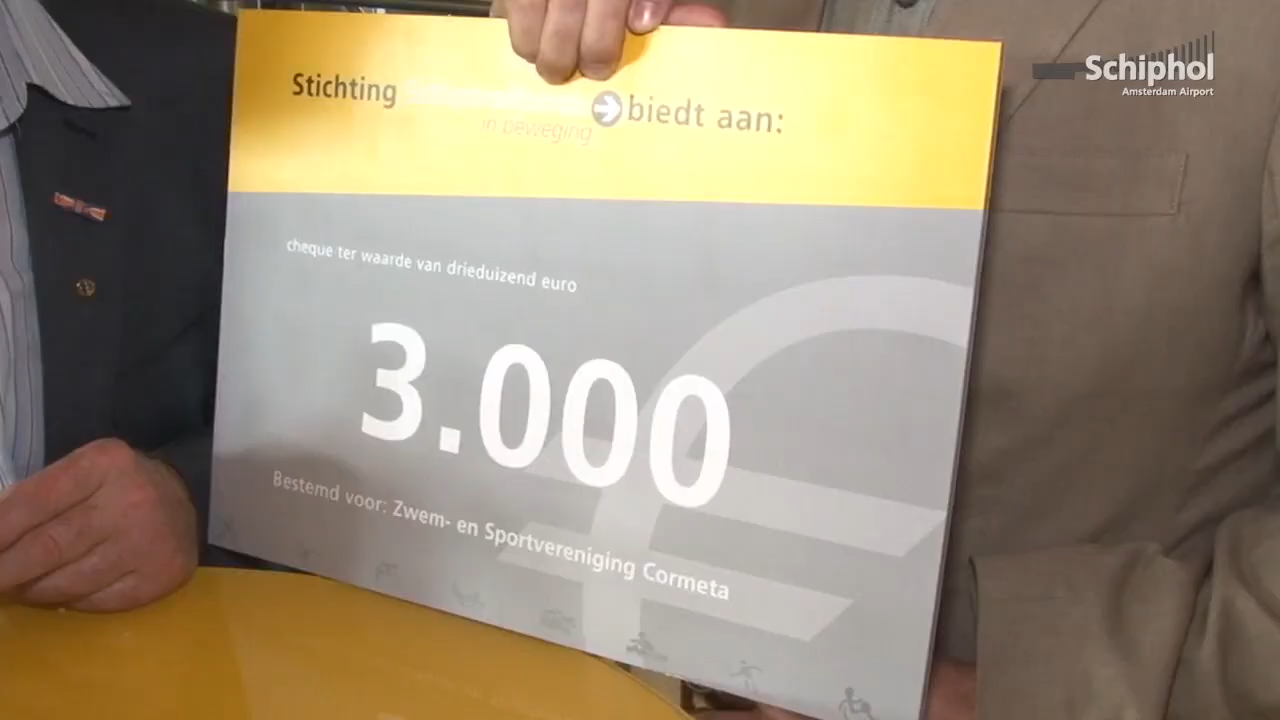 Schiphol
Amsterdam Airport
Stichting biedt aan:
in beweging
cheque ter waarde van drieduizend euro
3.000
Bestemd voor: Zwem- en Sportvereniging Cormeta